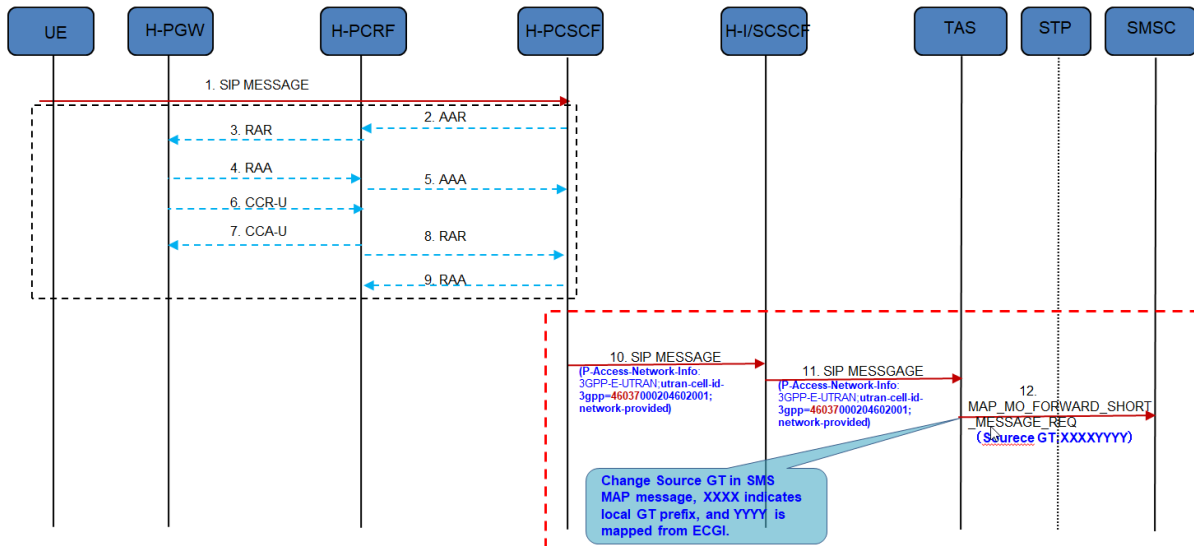 UE
H-PGW
H-PCRF
H-PCSCF
H-I/SCSCF
TAS
STP
SMSC
1. SIP MESSAGE
2. AAR
3. RAR
4. RAA
5. AAA
6. CCR-U
7. CCA-U
8. RAR
9. RAA
10. SIP MESSAGE
(P-Access-Network-Info:
3GPP-E-UTRAN;utran-cell-id-
3gpp=46037000204602001;
network-provided)
11. SIP MESSGAGE
(P-Access-Network-Info:
3GPP-E-UTRAN;utran-cell-id-
3gpp=46037000204602001;
network-provided)
12.
MAP_MO_FORWARD_SHORT
_MESSAGE_REQ
(Sourece GT:XXXXYYYY)
Change Source GT in SMS
MAP message, XXXX indicates
local GT prefix, and YYYY is
mapped from ECGI.